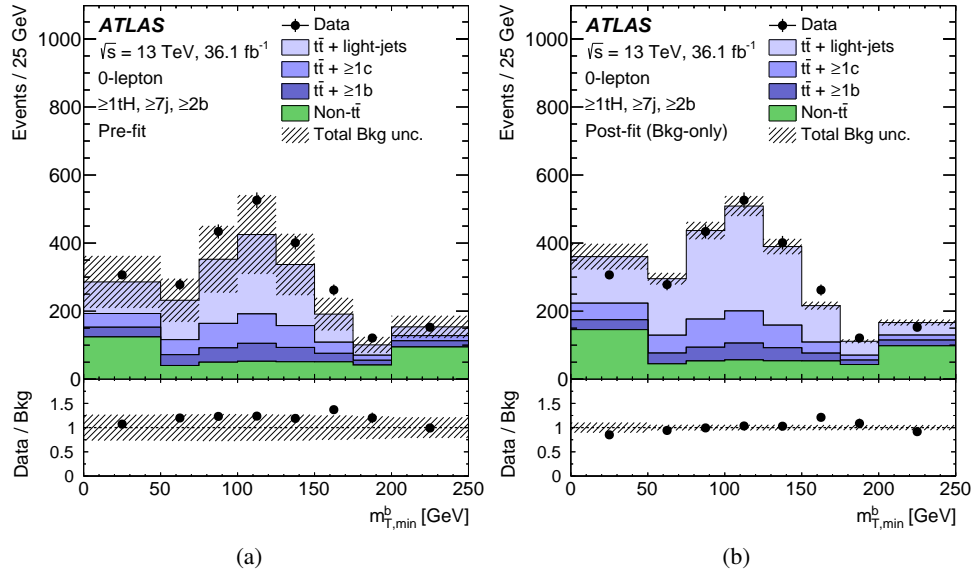 ATLAS
√s = 13 TeV, 36.1 fb⁻¹
0-lepton
≥1tH, ≥7j, ≥2b
Pre-fit
Data
tt̄ + light-jets
tt̄ + ≥1c
tt̄ + ≥1b
Non-tt̄
Total Bkg unc.
Events / 25 GeV
1000
800
600
400
200
0
Data / Bkg
1.5
1
0.5
0
0 50 100 150 200 250
m^b_T,min [GeV]
(a)
ATLAS
√s = 13 TeV, 36.1 fb⁻¹
0-lepton
≥1tH, ≥7j, ≥2b
Post-fit (Bkg-only)
Data
tt̄ + light-jets
tt̄ + ≥1c
tt̄ + ≥1b
Non-tt̄
Total Bkg unc.
Events / 25 GeV
1000
800
600
400
200
0
Data / Bkg
1.5
1
0.5
0
0 50 100 150 200 250
m^b_T,min [GeV]
(b)